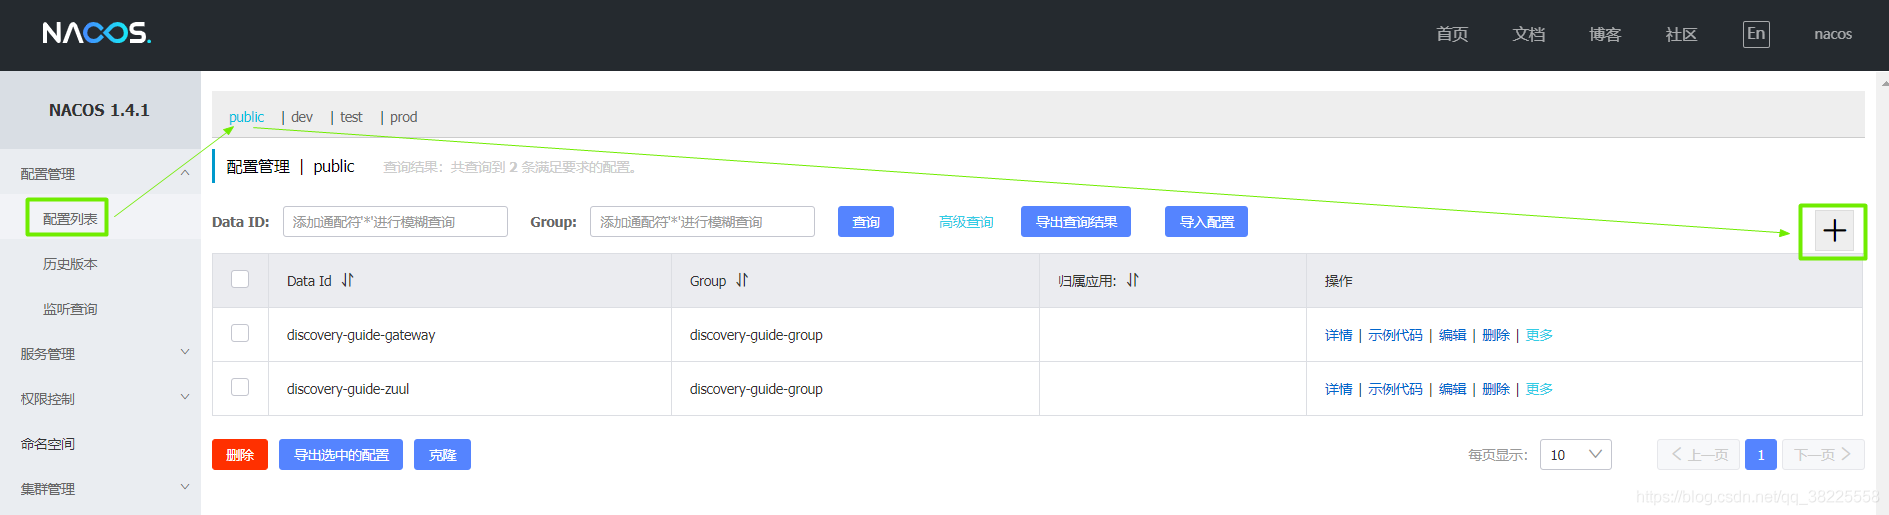 NACOS.
首页 文档 博客 社区 En nacos
NACOS 1.4.1
配置管理
配置列表
历史版本
监听查询
服务管理
权限控制
命名空间
集群管理
public | dev | test | prod
配置管理 | public 查询结果：共查询到 2 条满足要求的配置。
Data ID: 添加通配符'*'进行模糊查询 Group: 添加通配符'*'进行模糊查询 查询 高级查询 导出查询结果 导入配置 +
Data Id Group 归属应用: 操作
discovery-guide-gateway discovery-guide-group 详情 | 示例代码 | 编辑 | 删除 | 更多
discovery-guide-zuul discovery-guide-group 详情 | 示例代码 | 编辑 | 删除 | 更多
删除 导出选中的配置 克隆 每页显示: 10 上一页 1 下一页
https://blog.csdn.net/qq_38225558